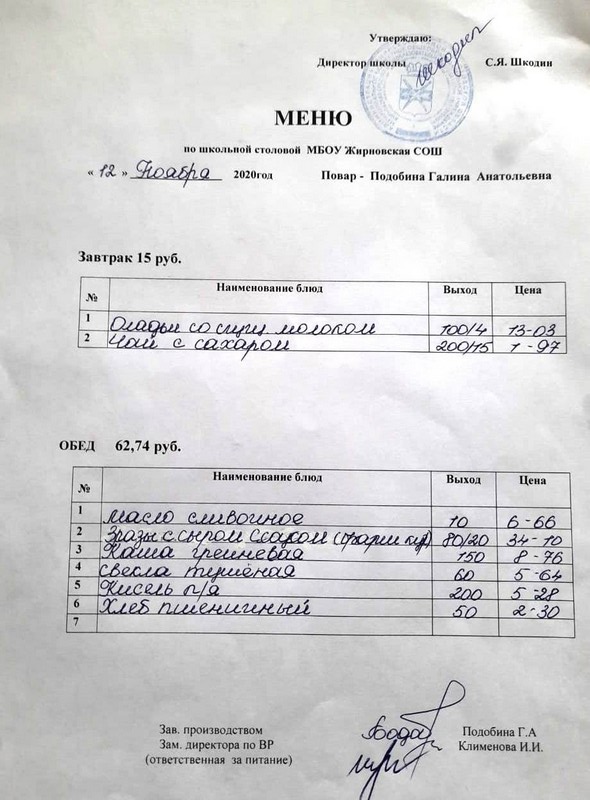 Утверждаю:
Директор школы С.Я. Шкодин
МЕНЮ
по школьной столовой МБОУ Жирновская СОШ
« 12 » Ноабра 2020год Повар - Подобина Галина Анатольевна
Завтрак 15 руб.
№ Наименование блюд Выход Цена
1 Оладьи со сгущ молоком 100/4 13-03
2 Чай с сахаром 200/15 1-97
ОБЕД 62,74 руб.
№ Наименование блюд Выход Цена
1 Масло сливочное 10 6-66
2 Зразы с сыром 80/20 34-10
3 Каша гречневая 150 8-76
4 свекла тушёная 60 5-64
5 Кисель п/я 200 5-28
6 Хлеб пшеничный 50 2-30
7
Зав. производством Подобина Г.А
Зам. директора по ВР Клименова И.И.
(ответственная за питание)